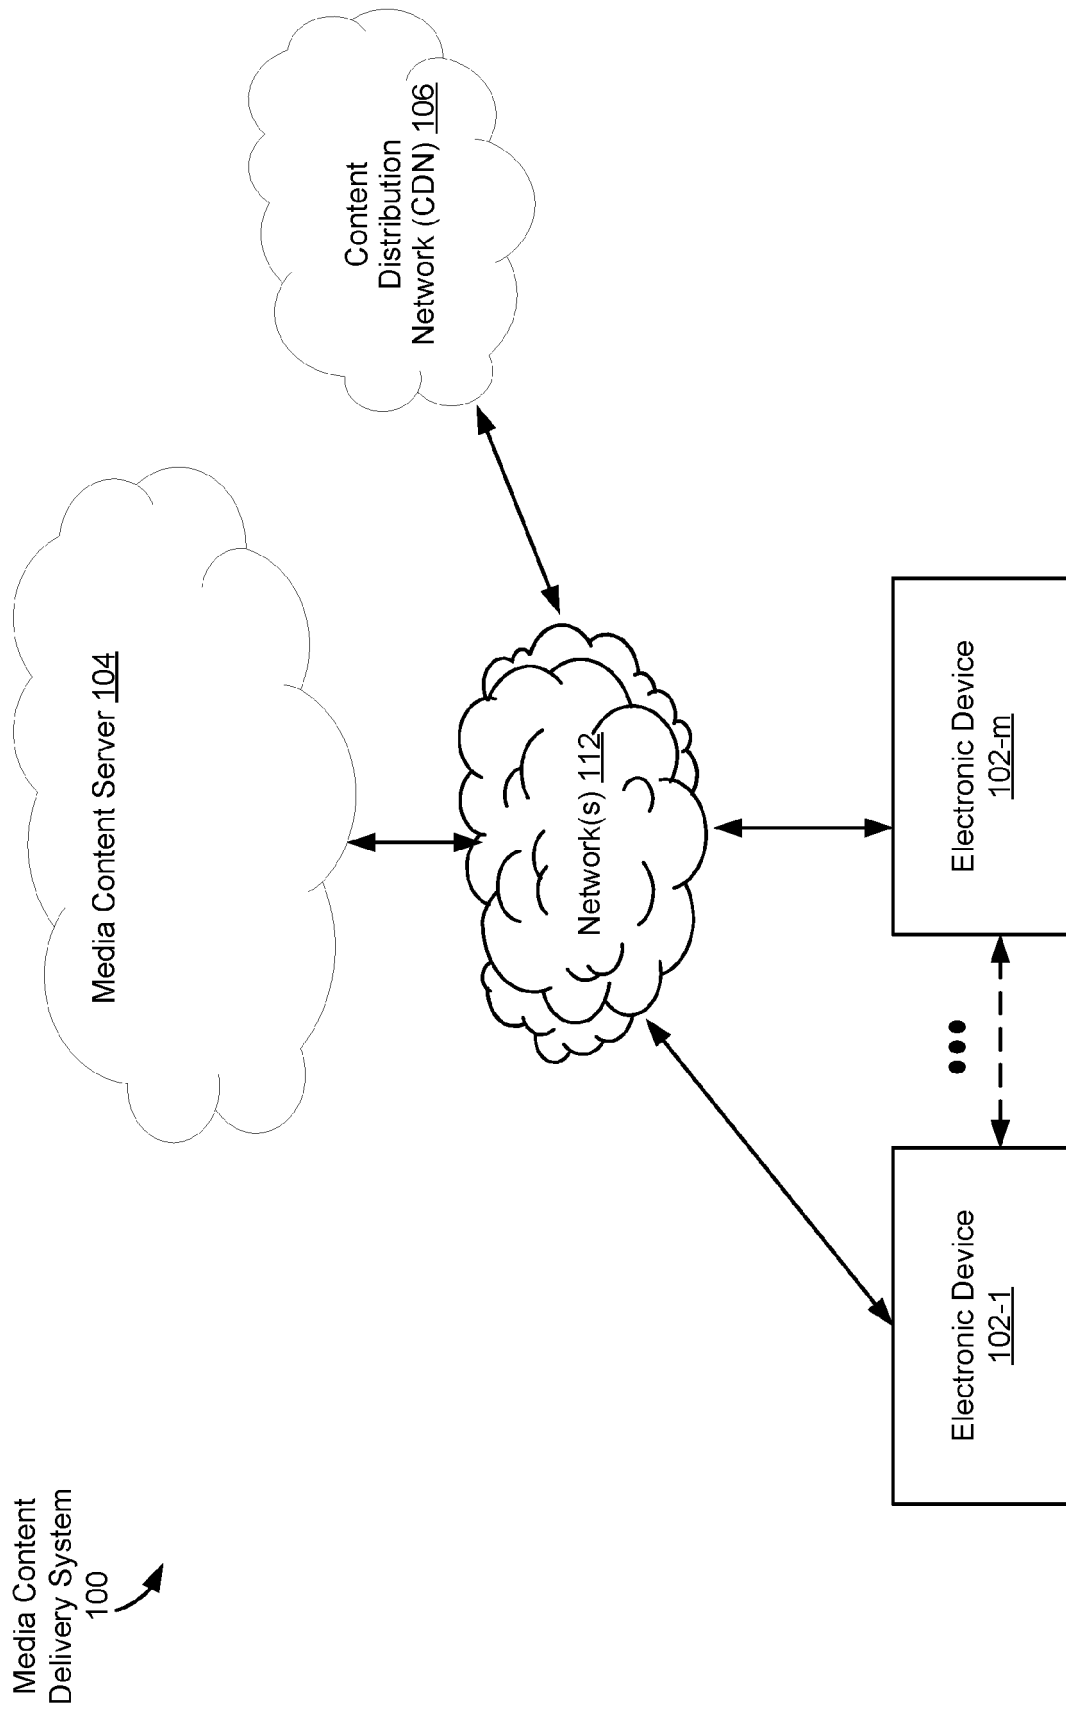 Media Content
Delivery System
100
Media Content Server 104
Content
Distribution
Network (CDN) 106
Network(s) 112
Electronic Device
102-1
Electronic Device
102-m